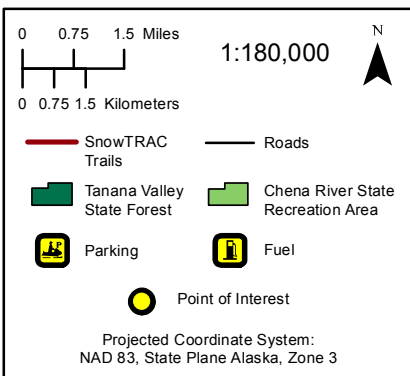 0 0.75 1.5 Miles
0 0.75 1.5 Kilometers
1:180,000
N
SnowTRAC Trails
Roads
Tanana Valley State Forest
Chena River State Recreation Area
P
Parking
Fuel
Point of Interest
Projected Coordinate System:
NAD 83, State Plane Alaska, Zone 3